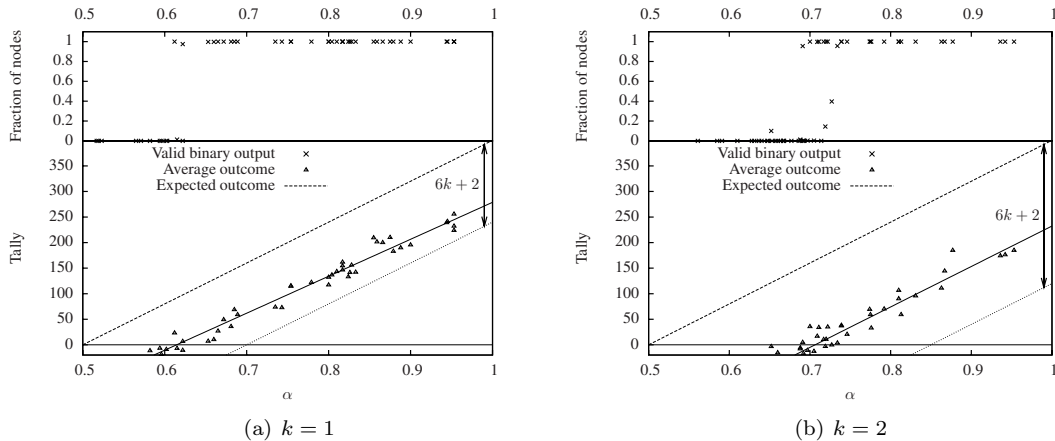 0.5 0.6 0.7 0.8 0.9 1
Fraction of nodes
1
0.8
0.6
0.4
0.2
0
Tally
350
300
250
200
150
100
50
0
Valid binary output
Average outcome
Expected outcome
6k + 2
0.5 0.6 0.7 0.8 0.9 1
α
(a) k = 1
0.5 0.6 0.7 0.8 0.9 1
Fraction of nodes
1
0.8
0.6
0.4
0.2
0
Tally
350
300
250
200
150
100
50
0
Valid binary output
Average outcome
Expected outcome
6k + 2
0.5 0.6 0.7 0.8 0.9 1
α
(b) k = 2